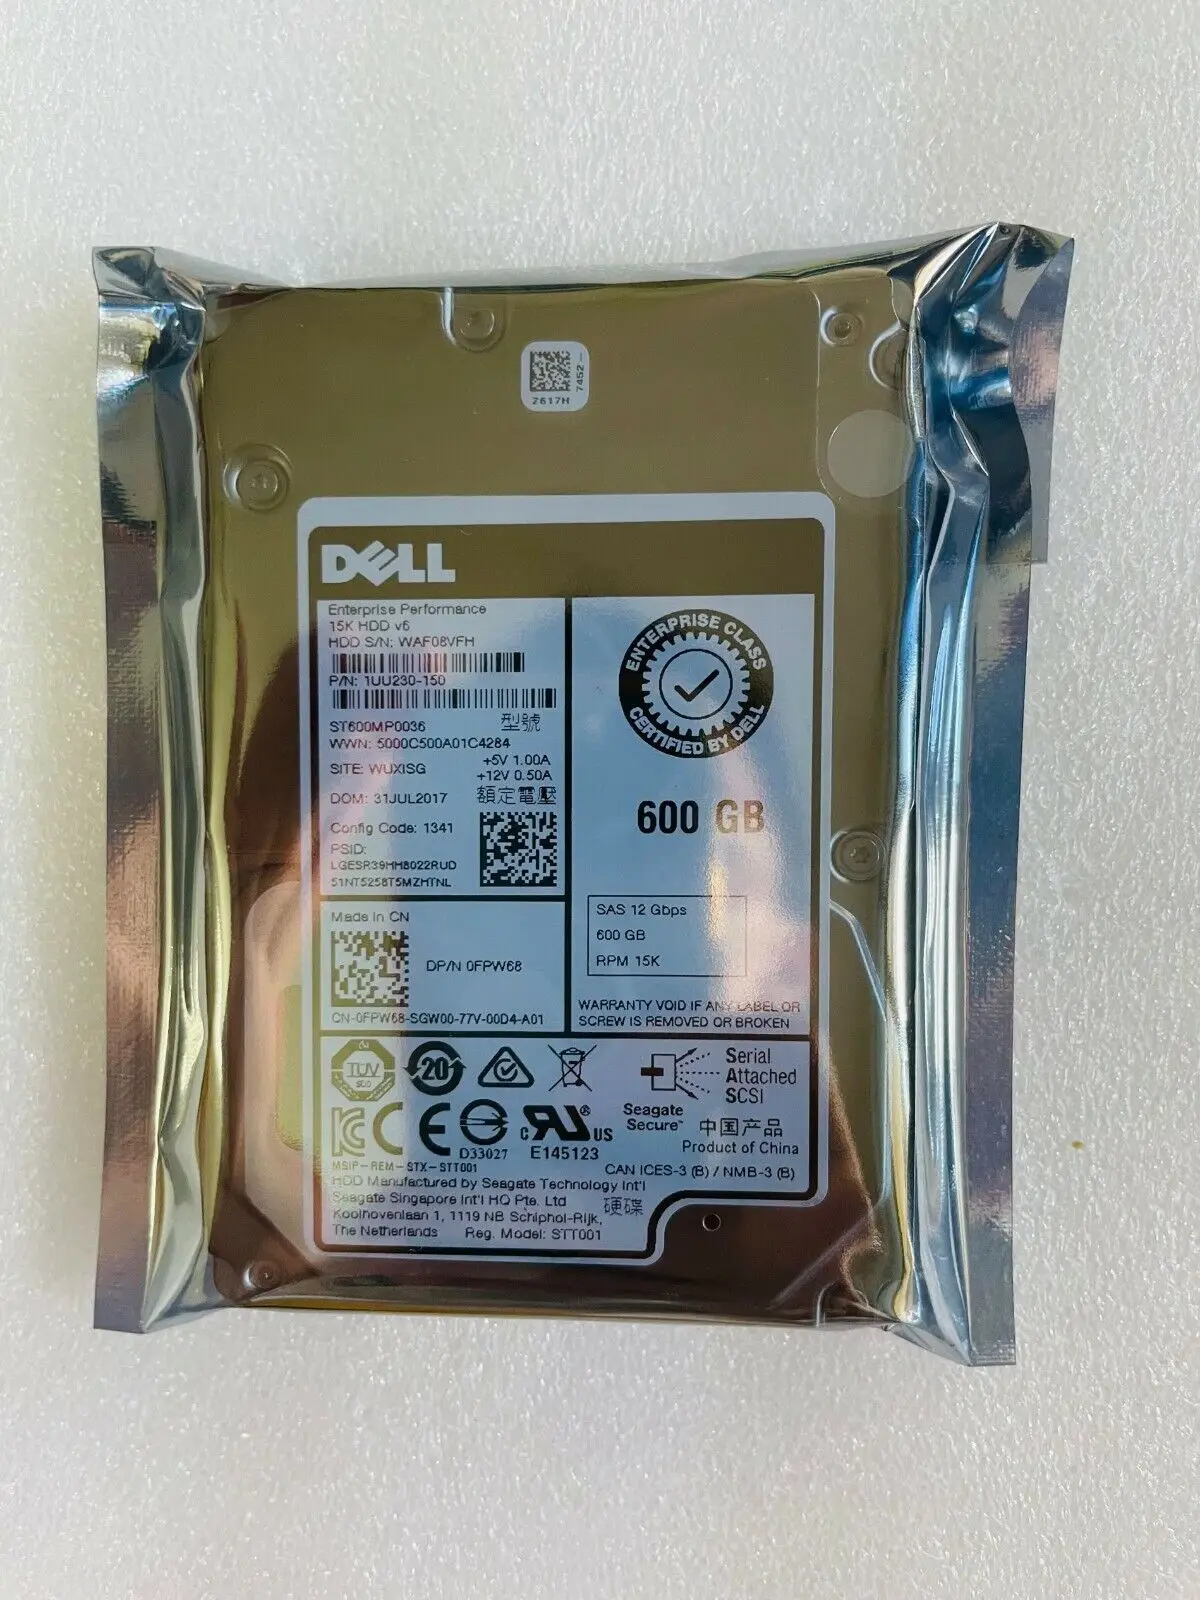 7452-
Z617H
DELL
Enterprise Performance
15K HDD v6
HDD S/N: WAF08VFH
P/N: 1UU230-150
ST600MP0036 型號
WWN: 5000C500A01C4284
SITE: WUXISG +5V 1.00A
+12V 0.50A
DOM: 31JUL2017 額定電壓
Config Code: 1341
PSID:
LGESR39HH8022RUD
51NT5258T5MZHTNL
ENTERPRISE CLASS
CERTIFIED BY DELL
600 GB
SAS 12 Gbps
600 GB
RPM 15K
WARRANTY VOID IF ANY LABEL OR
SCREW IS REMOVED OR BROKEN
Made in CN
DP/N 0FPW68
CN-0FPW68-SGW00-77V-00D4-A01
TÜV
20
Serial
Attached
SCSI
Seagate
Secure™
中国产品
Product of China
CE
D33027
c RU® US
E145123
MSIP-REM-STX-STT001
CAN ICES-3 (B) / NMB-3 (B)
HDD Manufactured by Seagate Technology Int'l
Seagate Singapore Int'l HQ Pte. Ltd 硬碟
Koolhovenlaan 1, 1119 NB Schiphol-Rijk,
The Netherlands Reg. Model: STT001